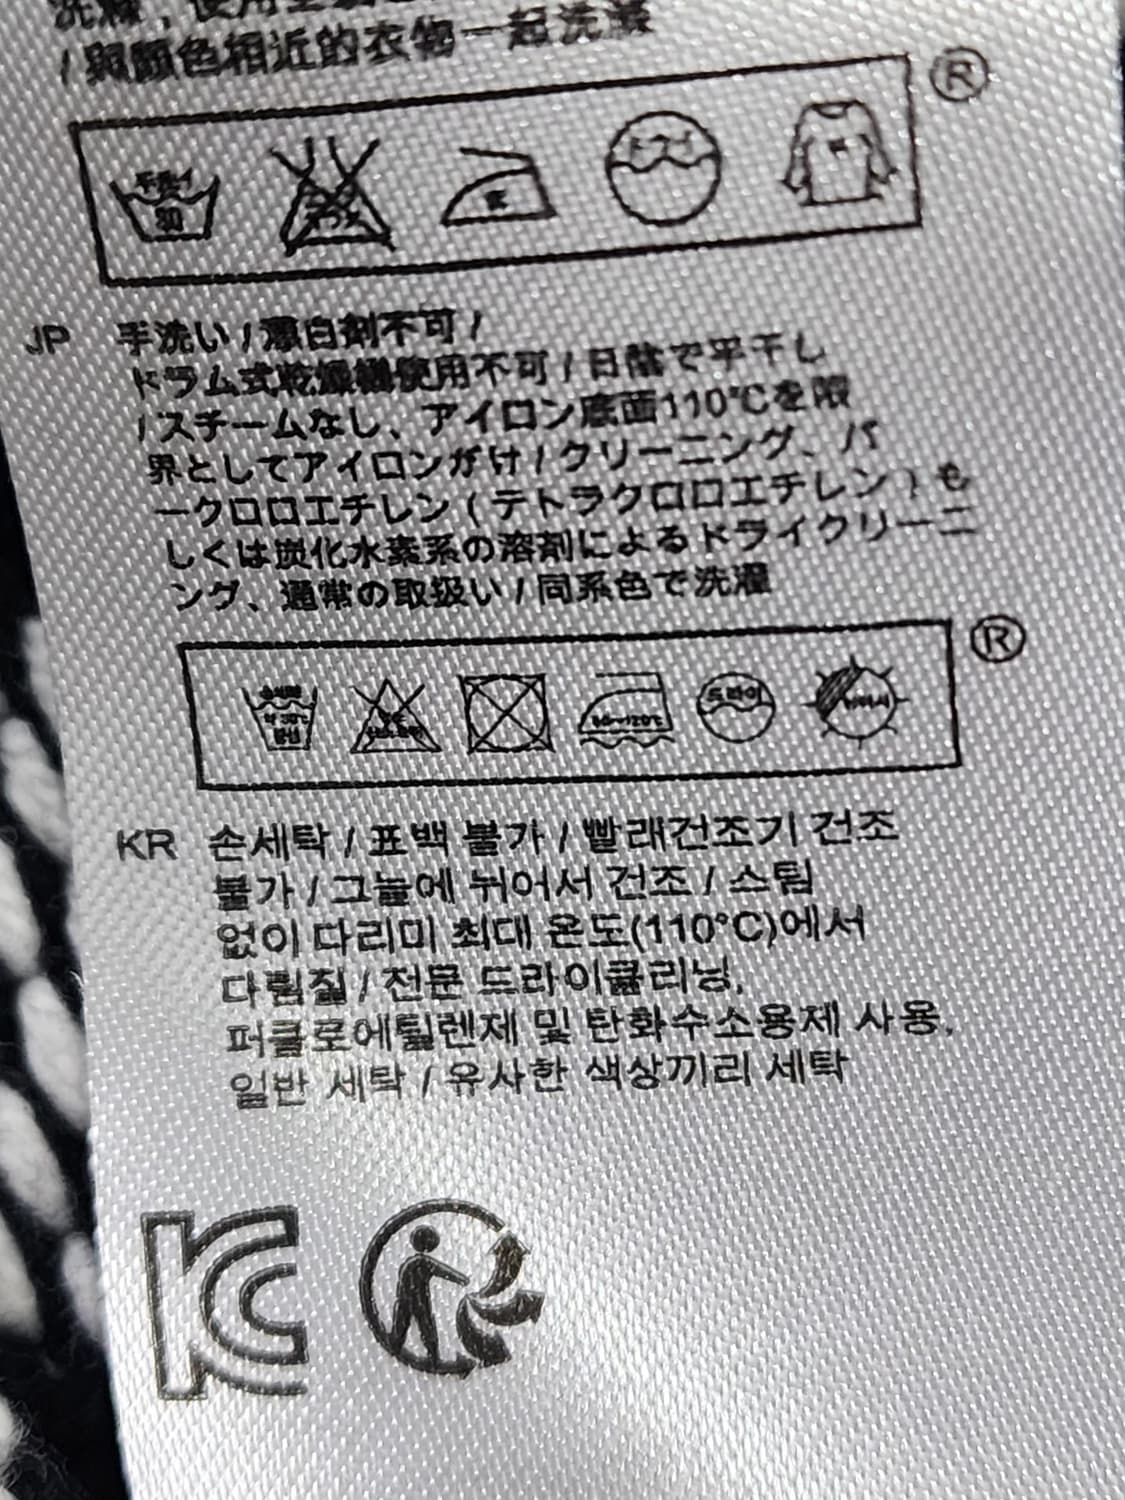 / 與顏色相近的衣物一起洗滌
®
JP 手洗い / 漂白剤不可 /
ドラム式乾燥機使用不可 / 日陰で平干し
/ スチームなし、アイロン底面110℃を限
界としてアイロンがけ / クリーニング、パ
ークロロエチレン ( テトラクロロエチレン ) も
しくは炭化水素系の溶剤によるドライクリーニ
ング、通常の取扱い / 同系色で洗濯
®
드라이
KR 손세탁 / 표백 불가 / 빨래건조기 건조
불가 / 그늘에 뉘어서 건조 / 스팀
없이 다리미 최대 온도(110°C)에서
다림질 / 전문 드라이클리닝,
퍼클로에틸렌제 및 탄화수소용제 사용,
일반 세탁 / 유사한 색상끼리 세탁
KC